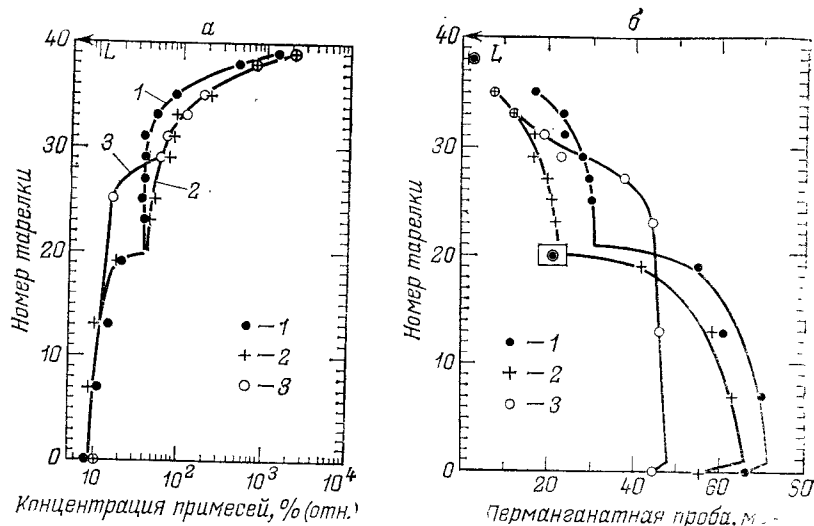 а
40
L
30
20
10
0
1
2
3
●—1
+—2
○—3
10 10² 10³ 10⁴
Номер тарелки
Концентрация примесей, % (отн.)
б
40
L
30
20
10
0
●—1
+—2
○—3
20 40 60 80
Номер тарелки
Перманганатная проба, м